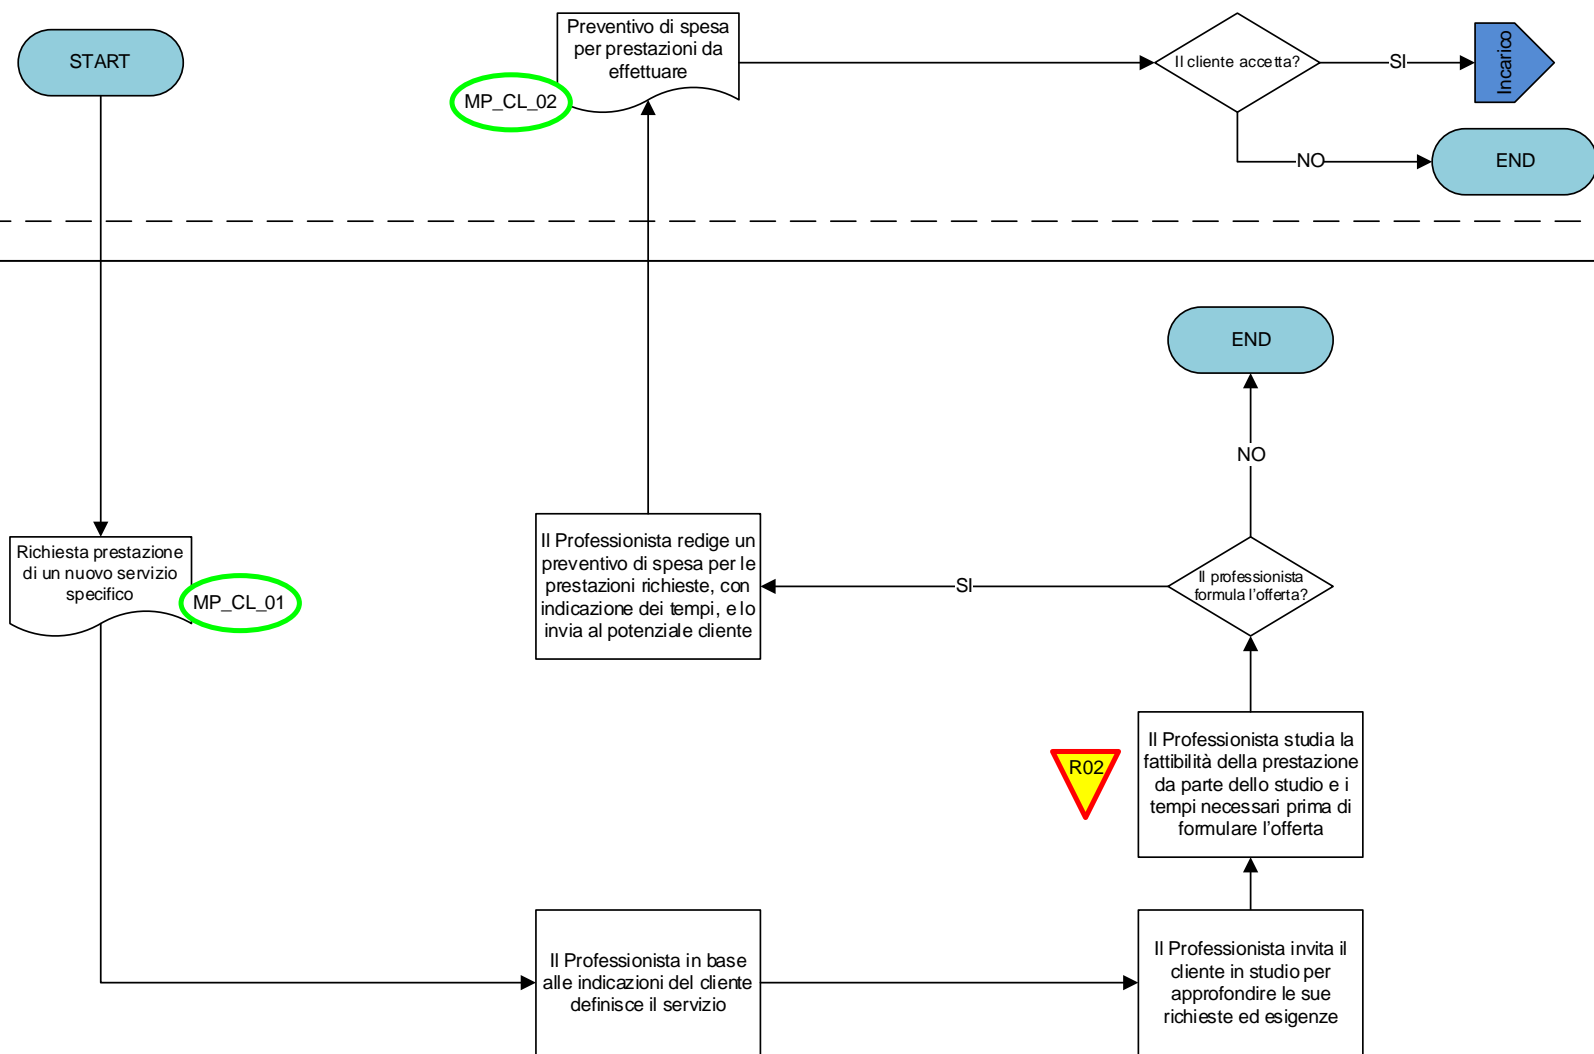 START
Preventivo di spesa
per prestazioni da
effettuare
MP_CL_02
Il cliente accetta?
SI
Incarico
NO
END
END
NO
Richiesta prestazione
di un nuovo servizio
specifico
MP_CL_01
Il Professionista redige un
preventivo di spesa per le
prestazioni richieste, con
indicazione dei tempi, e lo
invia al potenziale cliente
SI
Il professionista
formula l’offerta?
R02
Il Professionista studia la
fattibilità della prestazione
da parte dello studio e i
tempi necessari prima di
formulare l’offerta
Il Professionista in base
alle indicazioni del cliente
definisce il servizio
Il Professionista invita il
cliente in studio per
approfondire le sue
richieste ed esigenze